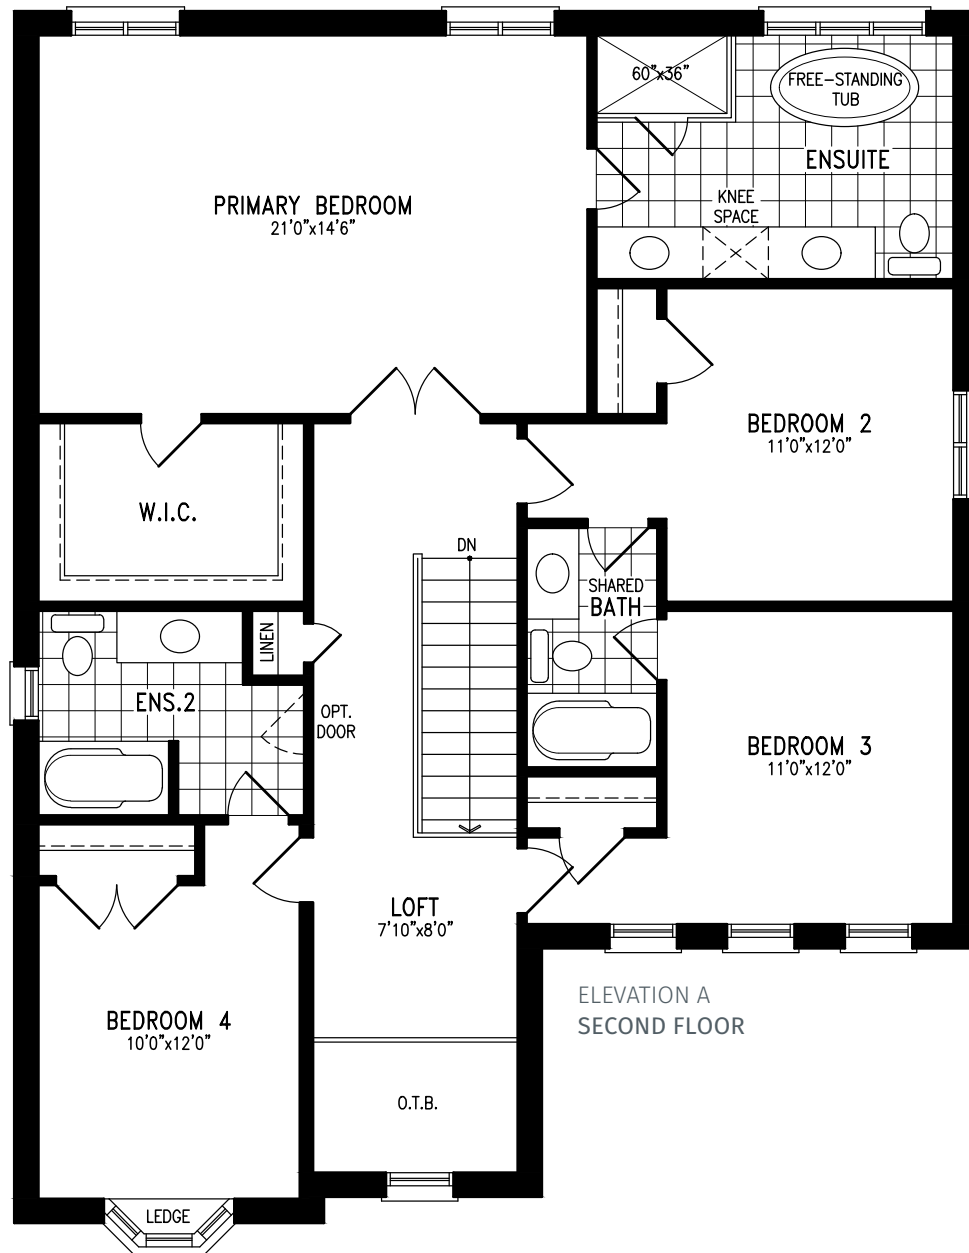 60"x36"
FREE-STANDING
TUB
ENSUITE
KNEE
SPACE
PRIMARY BEDROOM
21'0"x14'6"
BEDROOM 2
11'0"x12'0"
W.I.C.
DN
SHARED
BATH
LINEN
ENS.2
OPT.
DOOR
BEDROOM 3
11'0"x12'0"
LOFT
7'10"x8'0"
ELEVATION A
SECOND FLOOR
BEDROOM 4
10'0"x12'0"
O.T.B.
LEDGE